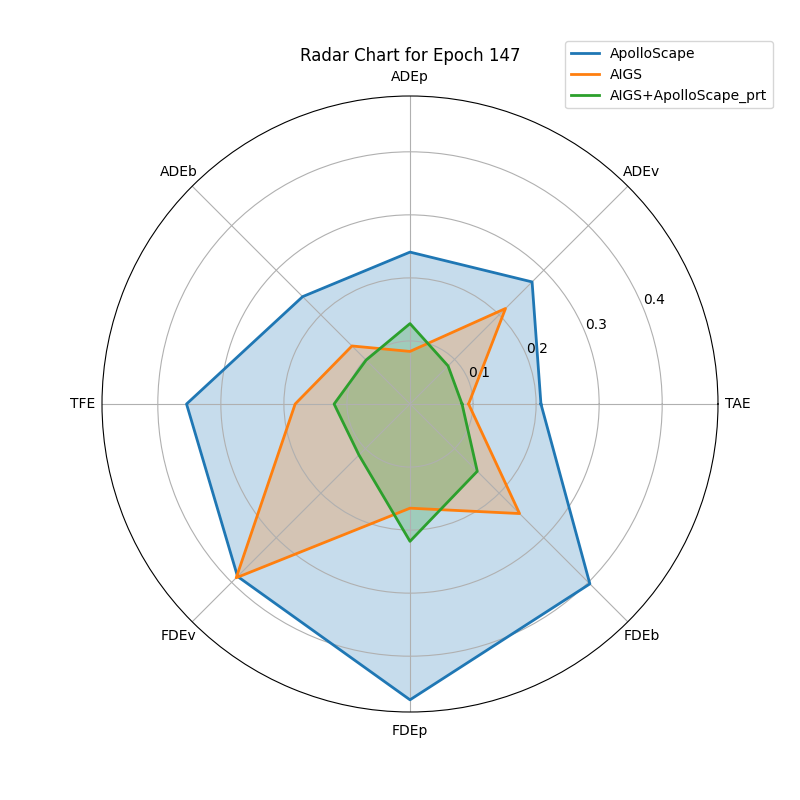 Radar Chart for Epoch 147
ApolloScape
AIGS
AIGS+ApolloScape_prt
ADEp
ADEb
ADEv
0.4
0.3
0.2
0.1
TFE
TAE
FDEv
FDEb
FDEp